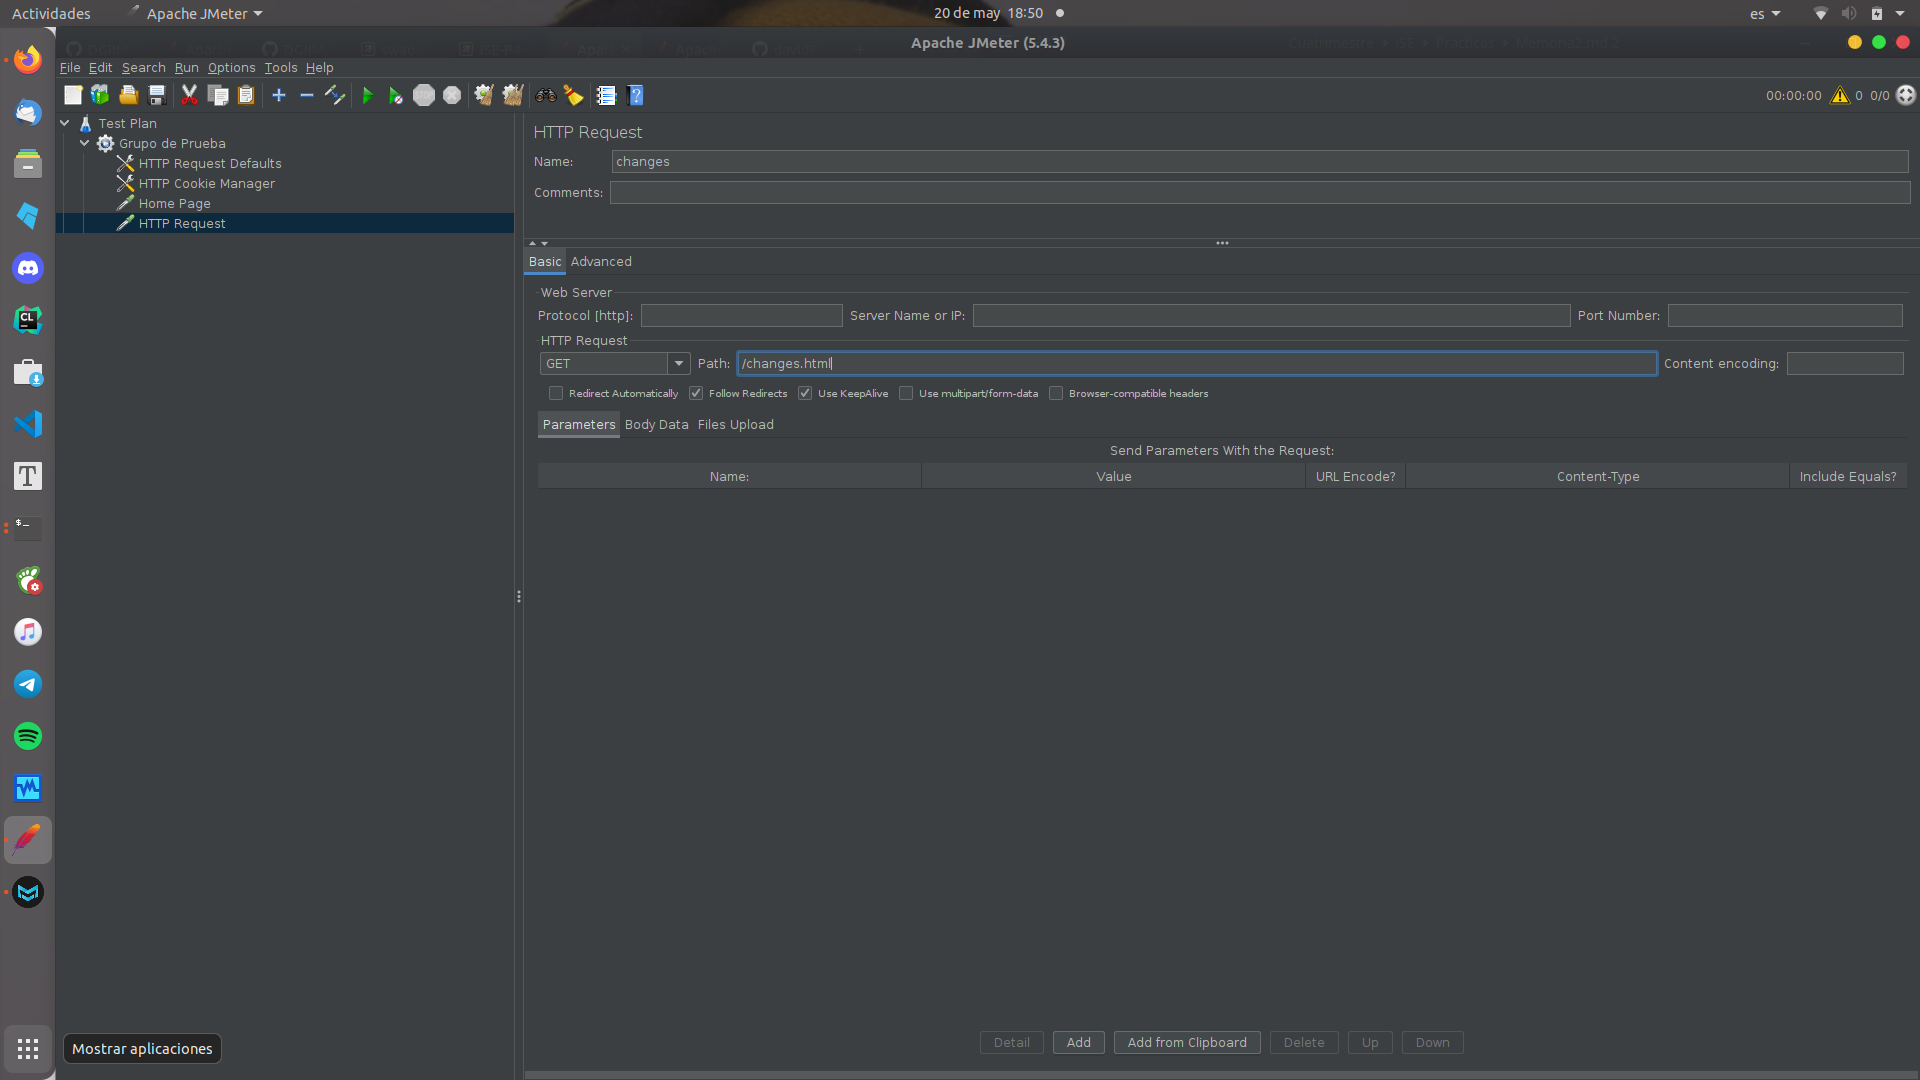 Actividades
Apache JMeter
20 de may 18:50
es
Apache JMeter (5.4.3)
File Edit Search Run Options Tools Help
00:00:00 0 0/0
Test Plan
Grupo de Prueba
HTTP Request Defaults
HTTP Cookie Manager
Home Page
HTTP Request
HTTP Request
Name: changes
Comments:
Basic Advanced
Web Server
Protocol [http]: Server Name or IP: Port Number:
HTTP Request
GET Path: /changes.html Content encoding:
Redirect Automatically Follow Redirects Use KeepAlive Use multipart/form-data Browser-compatible headers
Parameters Body Data Files Upload
Send Parameters With the Request:
Name: Value URL Encode? Content-Type Include Equals?
Detail Add Add from Clipboard Delete Up Down
Mostrar aplicaciones